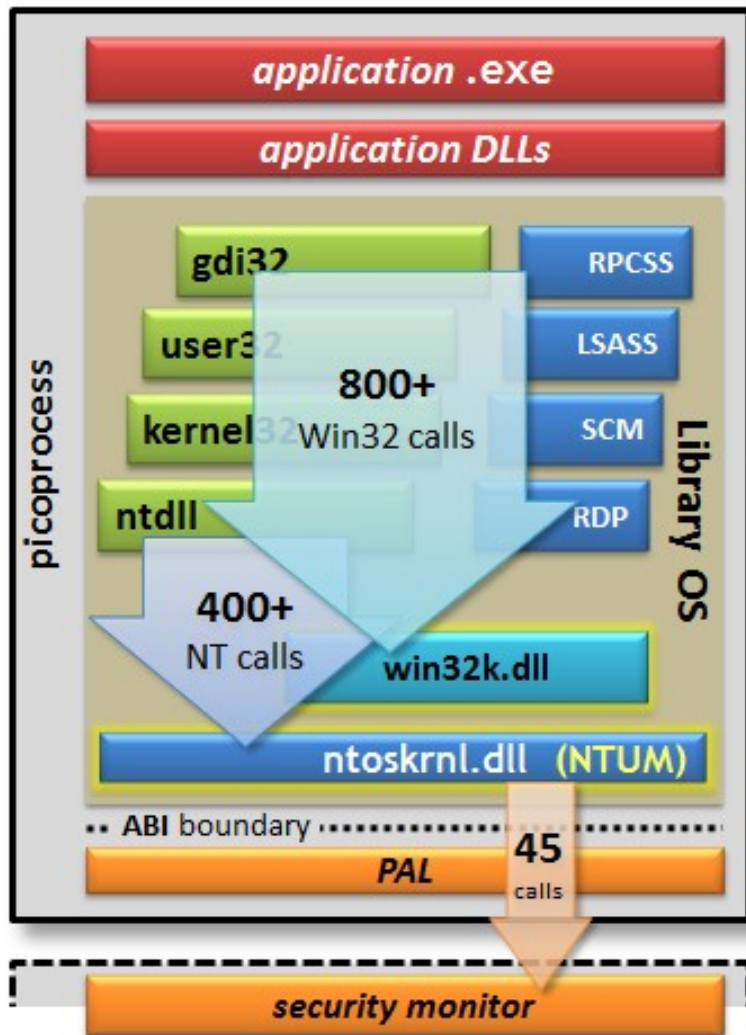 application .exe
application DLLs
gdi32
RPCSS
user32
LSASS
800+
Win32 calls
kernel32
SCM
ntdll
RDP
picoprocess
Library OS
400+
NT calls
win32k.dll
ntoskrnl.dll (NTUM)
ABI boundary
45
calls
PAL
security monitor